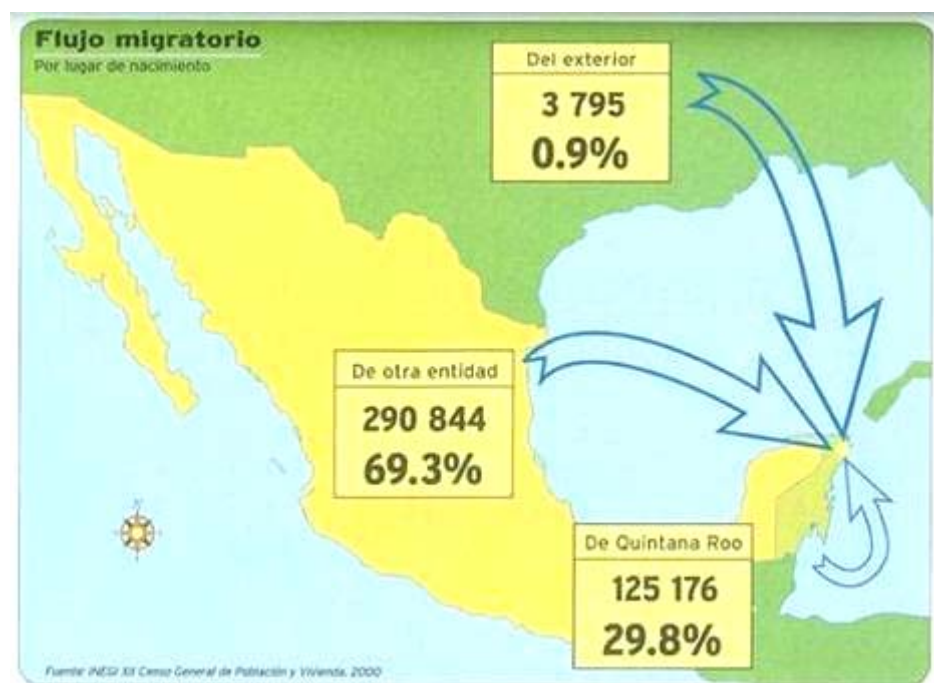 Flujo migratorio
Por lugar de nacimiento
Del exterior
3 795
0.9%
De otra entidad
290 844
69.3%
De Quintana Roo
125 176
29.8%
Fuente: INEGI XII Censo General de Población y Vivienda, 2000